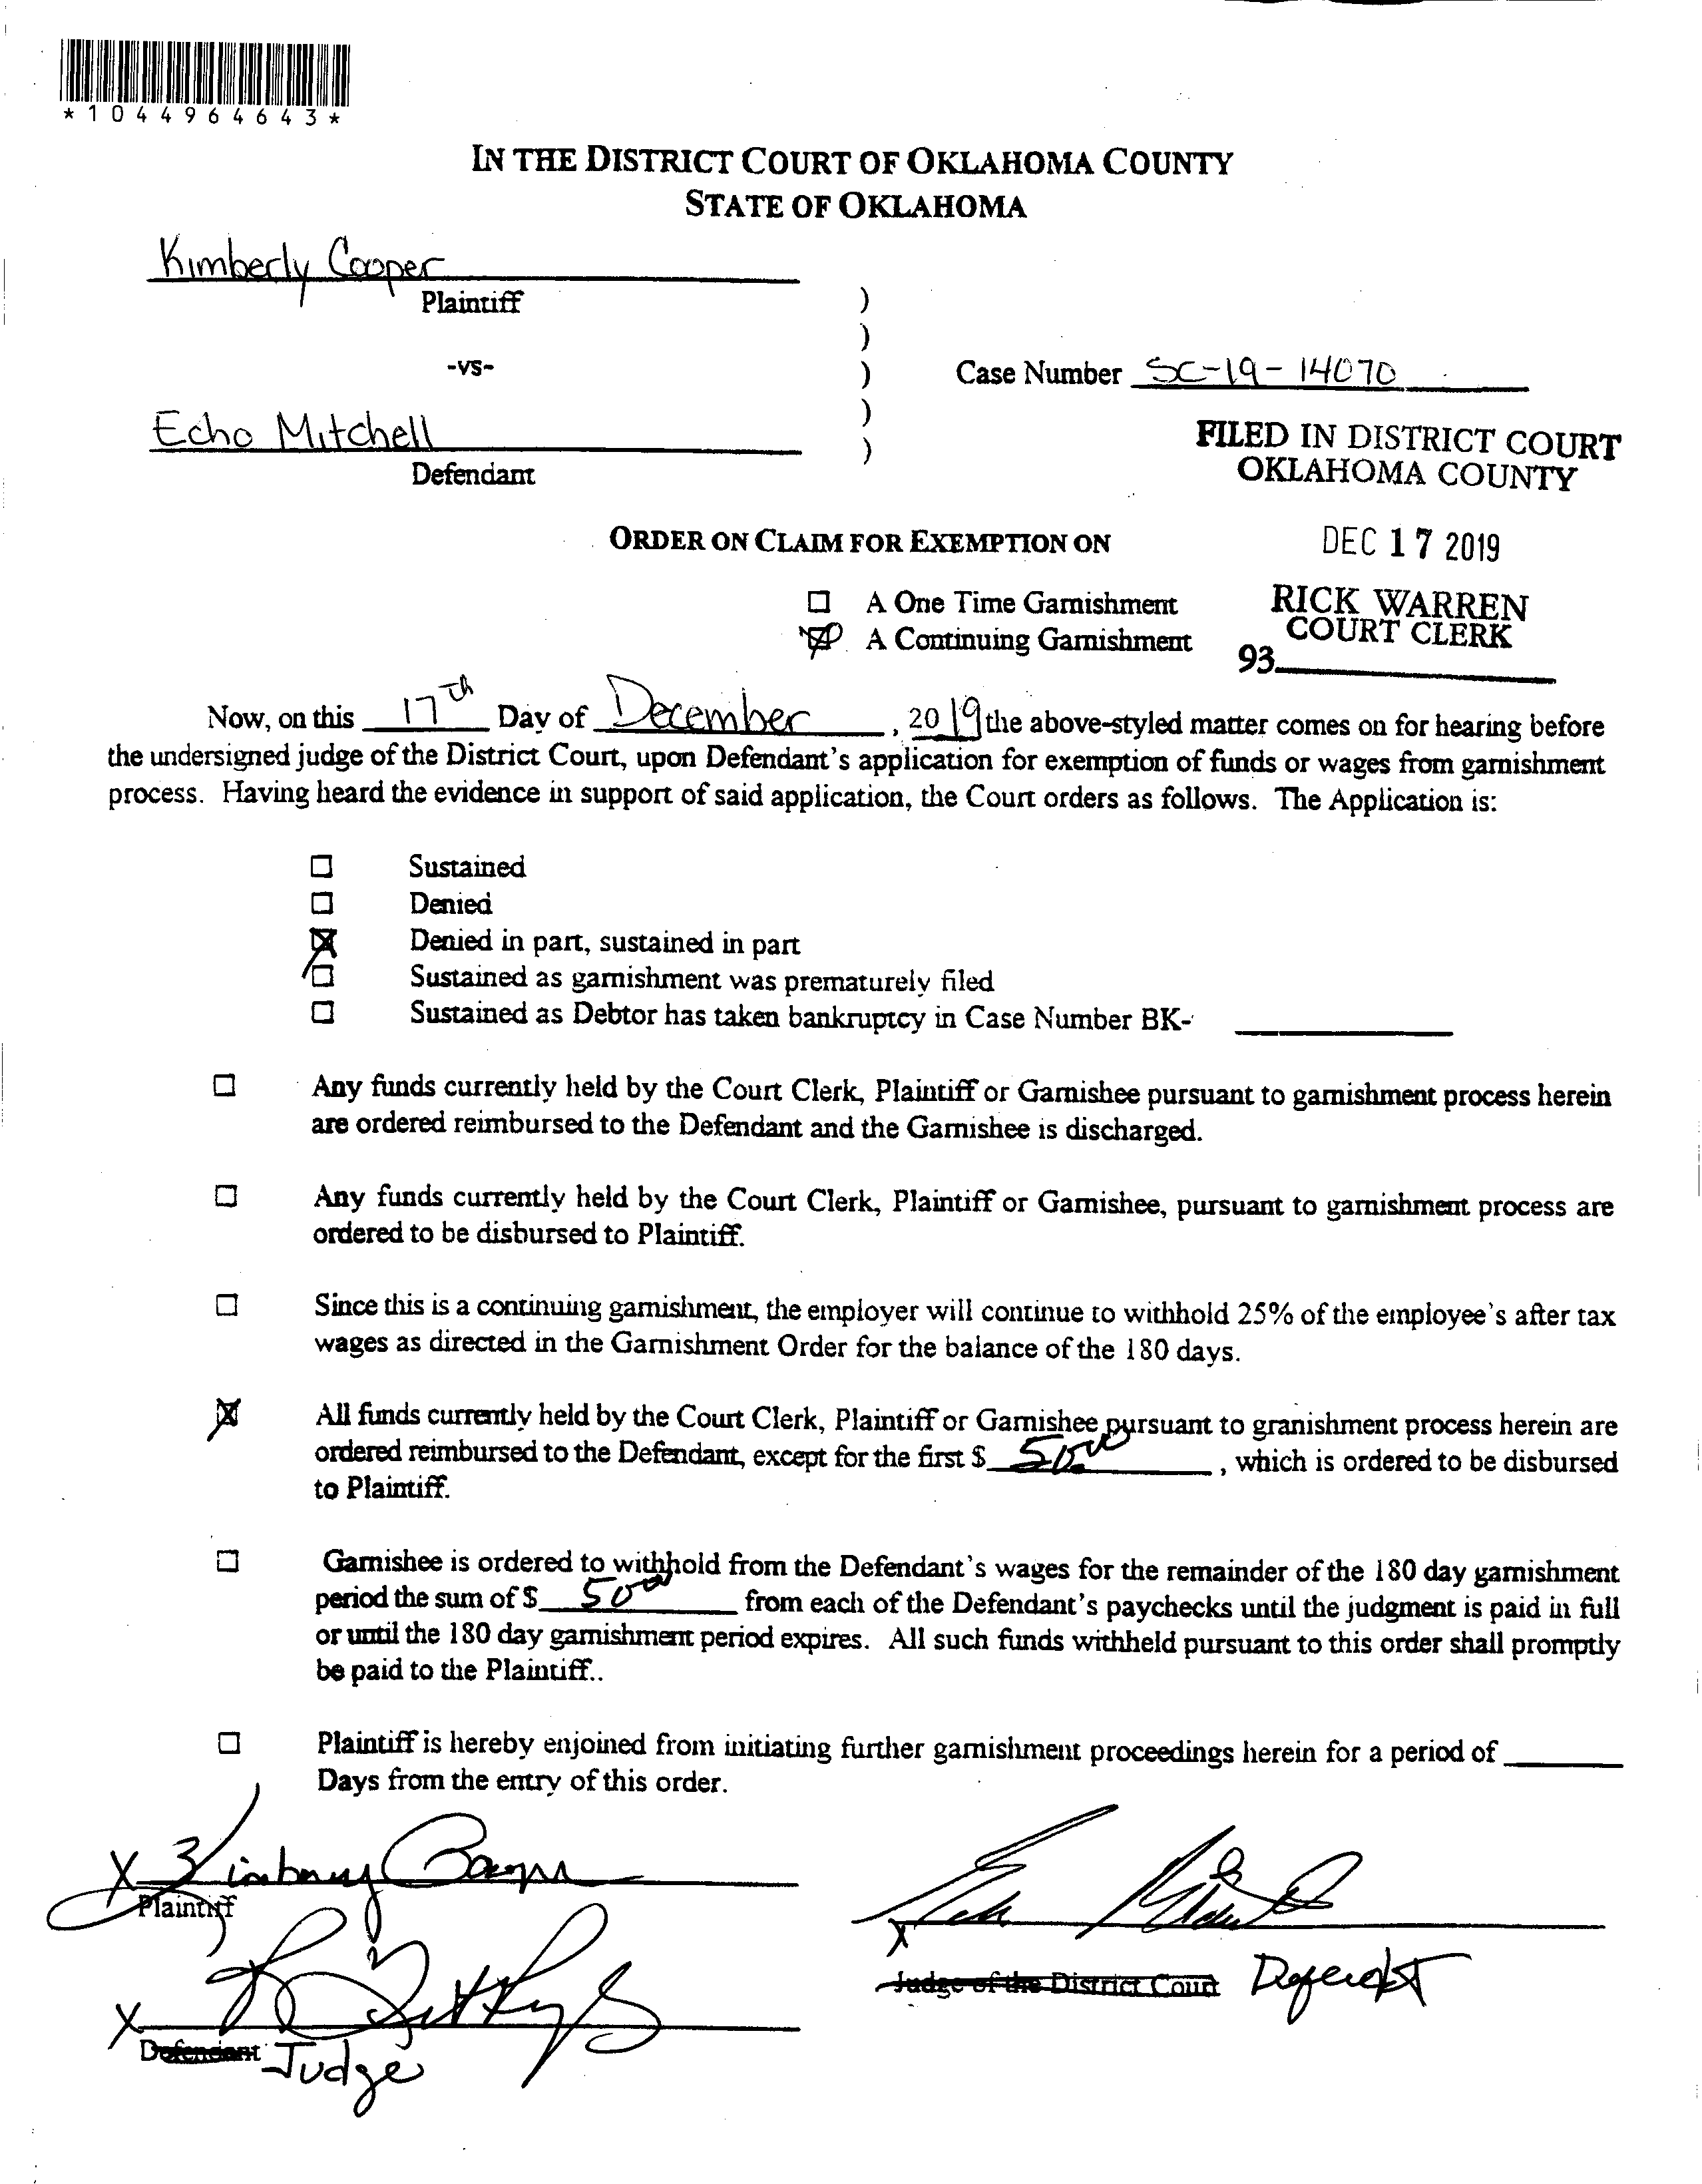 *1044964643*
IN THE DISTRICT COURT OF OKLAHOMA COUNTY
STATE OF OKLAHOMA
Kimberly Cooper
Plaintiff
-vs-
Case Number SC-19-14070
Echo Mitchell
Defendant
FILED IN DISTRICT COURT
OKLAHOMA COUNTY
ORDER ON CLAIM FOR EXEMPTION ON
DEC 17 2019
☐ A One Time Garnishment
☒ A Continuing Garnishment
RICK WARREN
COURT CLERK
93
Now, on this 17th Day of December, 2019 the above-styled matter comes on for hearing before
the undersigned judge of the District Court, upon Defendant's application for exemption of funds or wages from garnishment
process. Having heard the evidence in support of said application, the Court orders as follows. The Application is:
☐ Sustained
☐ Denied
☒ Denied in part, sustained in part
☐ Sustained as garnishment was prematurely filed
☐ Sustained as Debtor has taken bankruptcy in Case Number BK-
☐ Any funds currently held by the Court Clerk, Plaintiff or Garnishee pursuant to garnishment process herein
are ordered reimbursed to the Defendant and the Garnishee is discharged.
☐ Any funds currently held by the Court Clerk, Plaintiff or Garnishee, pursuant to garnishment process are
ordered to be disbursed to Plaintiff.
☐ Since this is a continuing garnishment, the employer will continue to withhold 25% of the employee's after tax
wages as directed in the Garnishment Order for the balance of the 180 days.
☒ All funds currently held by the Court Clerk, Plaintiff or Garnishee pursuant to granishment process herein are
ordered reimbursed to the Defendant, except for the first $ , which is ordered to be disbursed
to Plaintiff.
☐ Garnishee is ordered to withhold from the Defendant's wages for the remainder of the 180 day garnishment
period the sum of $ from each of the Defendant's paychecks until the judgment is paid in full
or until the 180 day garnishment period expires. All such funds withheld pursuant to this order shall promptly
be paid to the Plaintiff..
☐ Plaintiff is hereby enjoined from initiating further garnishment proceedings herein for a period of
Days from the entry of this order.
X
Plaintiff
X
Judge of the District Court Defendant
X
Defendant Judge